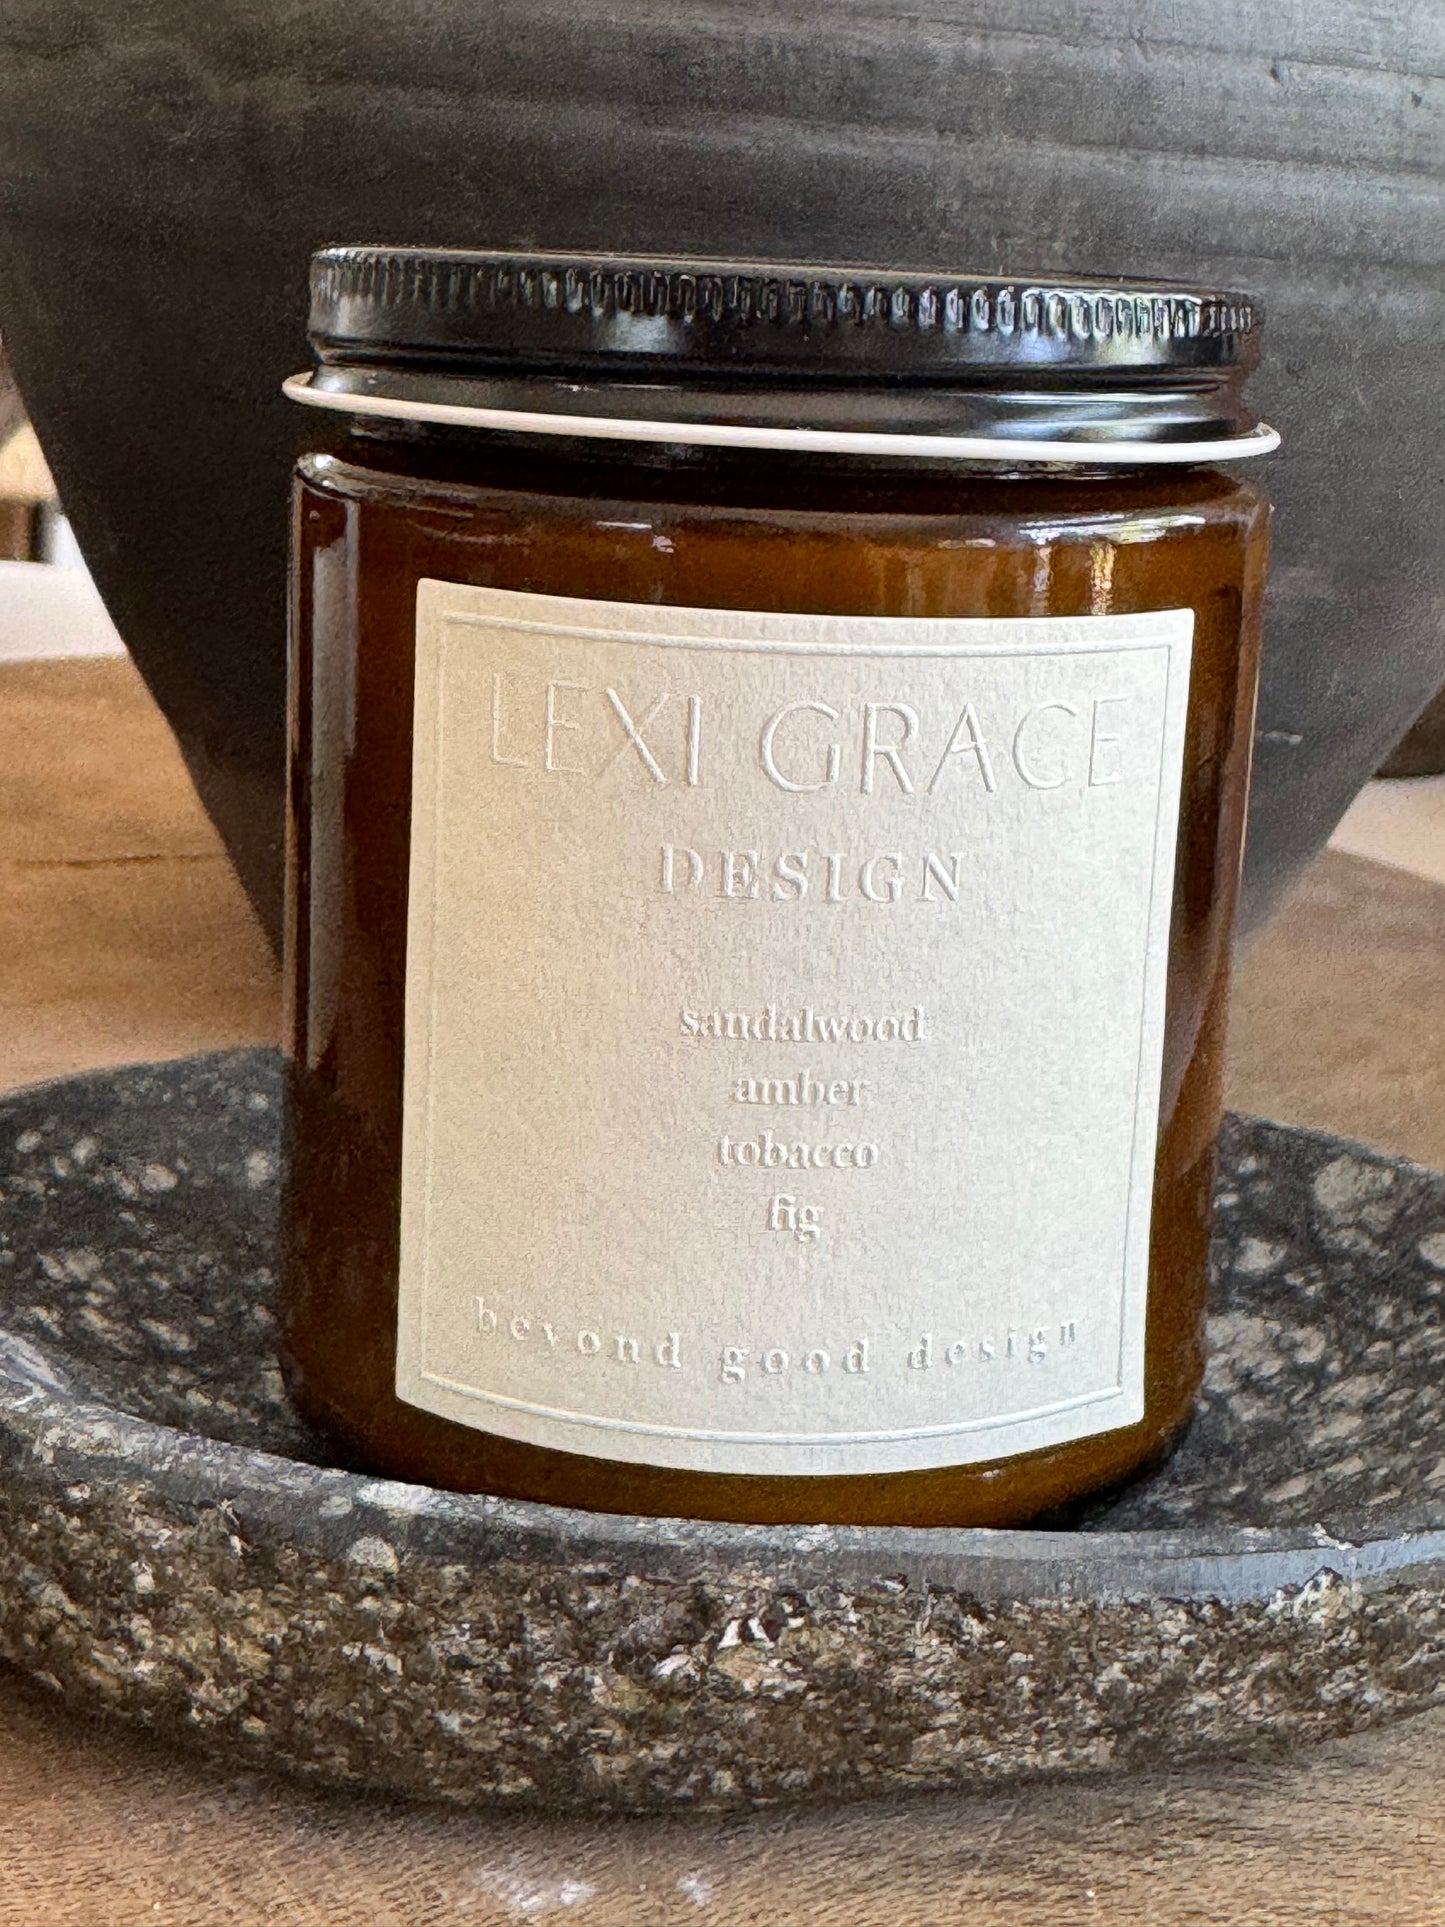 LEXI GRACE
DESIGN
sandalwood
amber
tobacco
fig
beyond good design